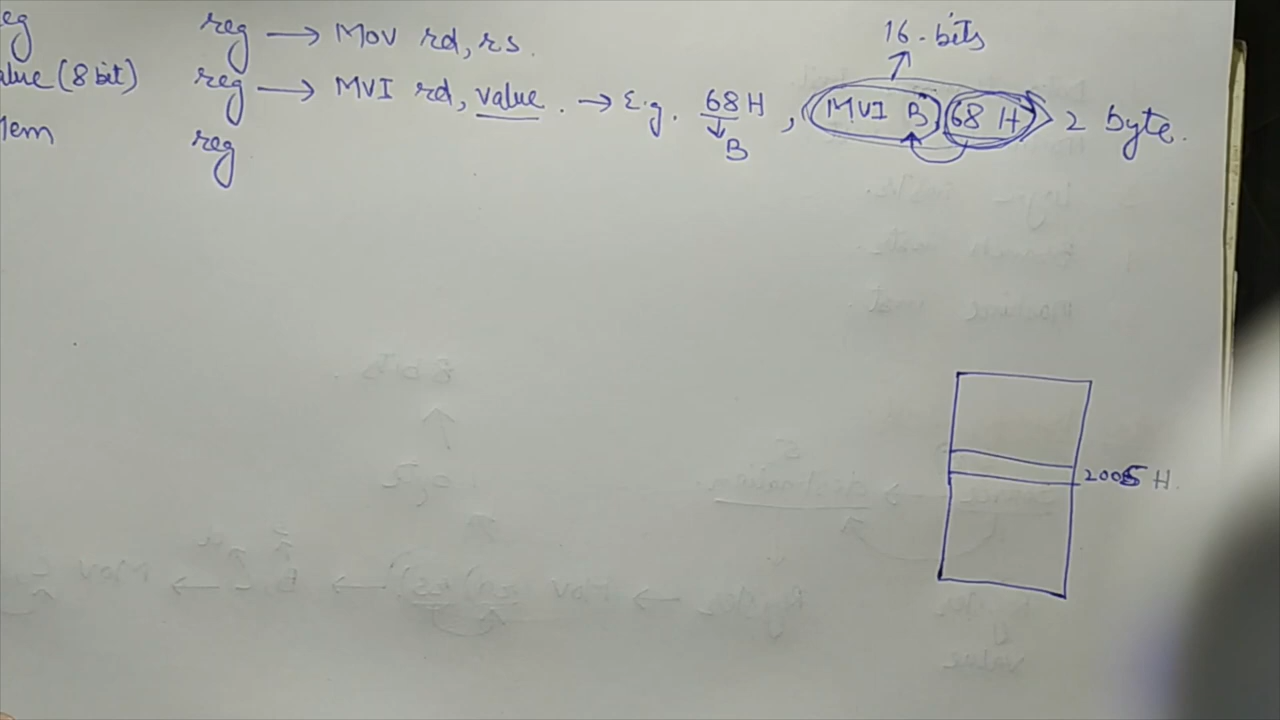 eg reg → Mov rd, rs.
alue (8 bit) reg → MVI rd, value. → E.g. 68 H , MVI B 68 H 2 byte.
B
16-bits
Mem reg
2005 H.